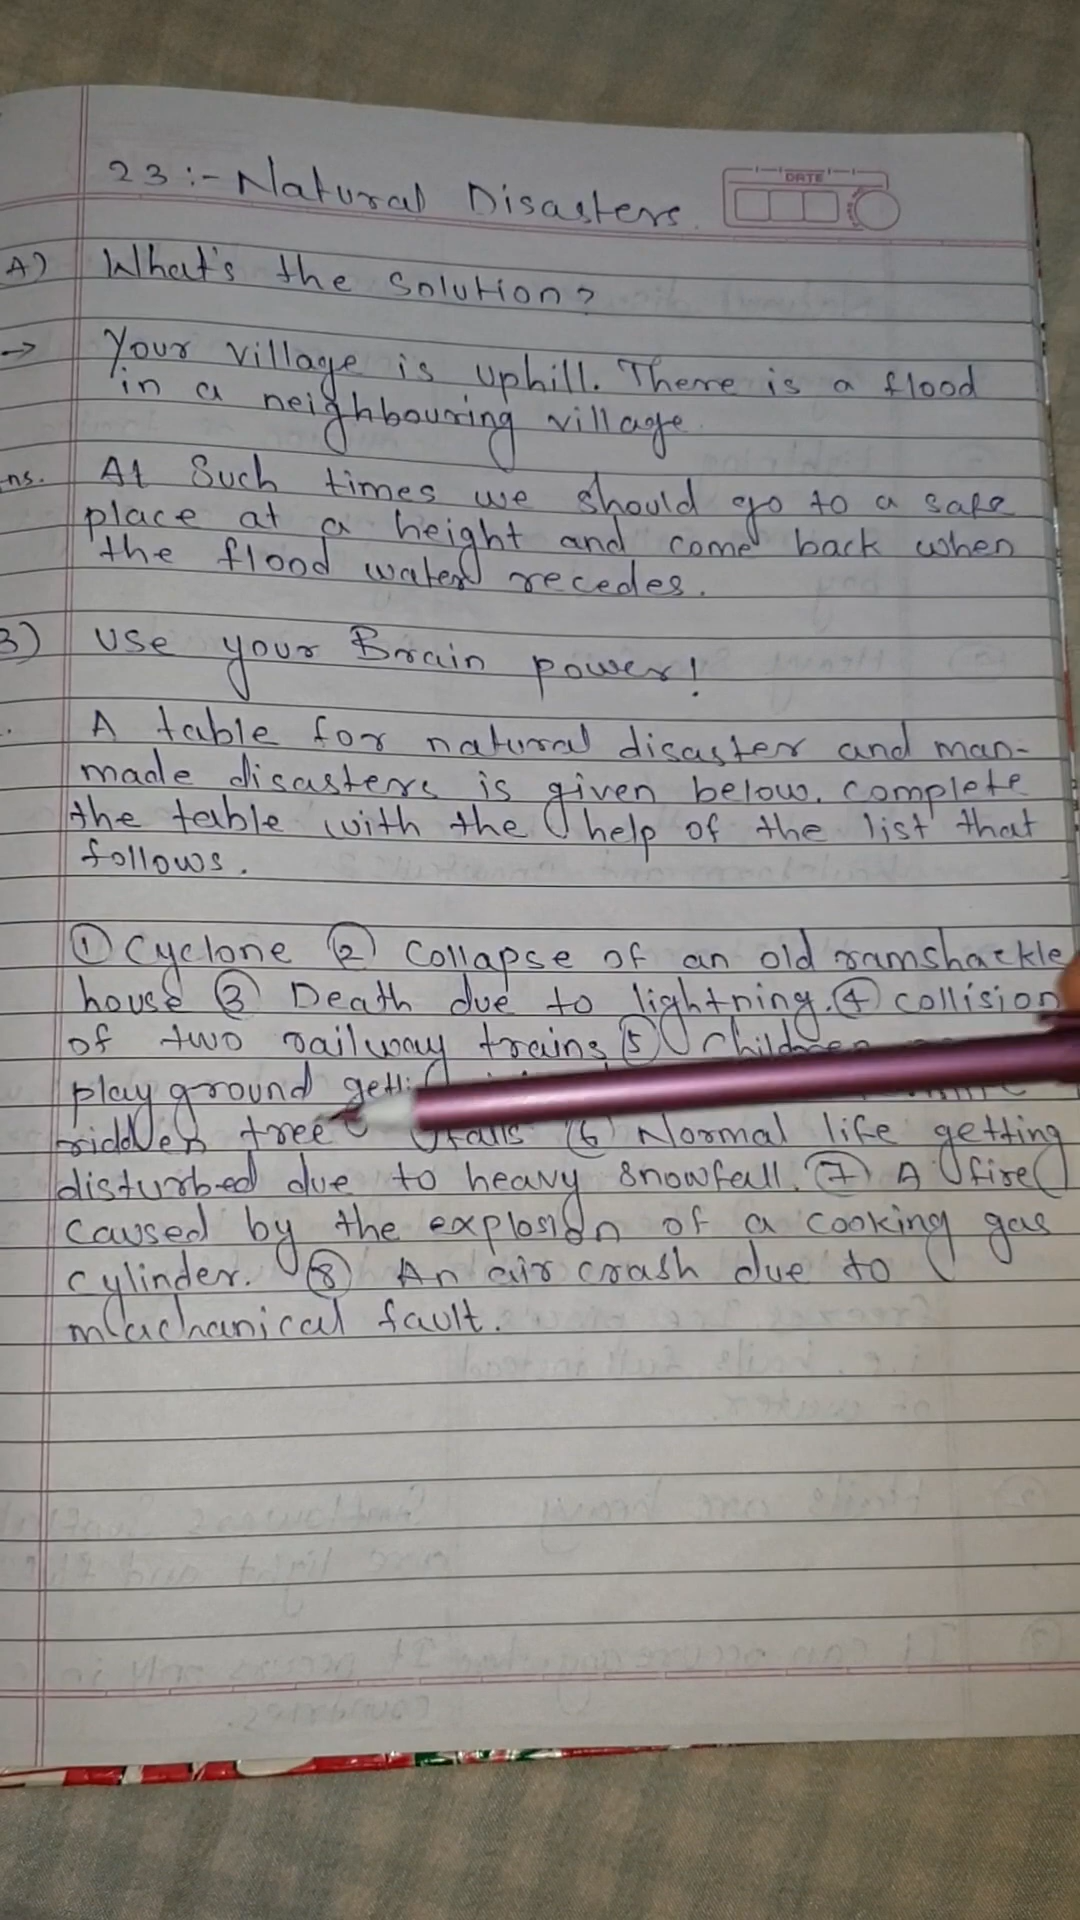 23:- Natural Disasters
DATE
A) What's the solution?
→ Your village is uphill. There is a flood
in a neighbouring village
ns. At Such times we should go to a safe
place at a height and come back when
the flood water recedes.
3) Use your Brain power!
A table for natural disaster and man-
made disasters is given below. complete
the table with the help of the list that
follows.
① Cyclone ② Collapse of an old ramshackle
house ③ Death due to lightning. ④ collision
of two railway trains ⑤ Children
playground
ridden tree falls ⑥ Normal life getting
disturbed due to heavy snowfall. ⑦ A fire
caused by the explosion of a cooking gas
cylinder. ⑧ An air crash due to
machanical fault.